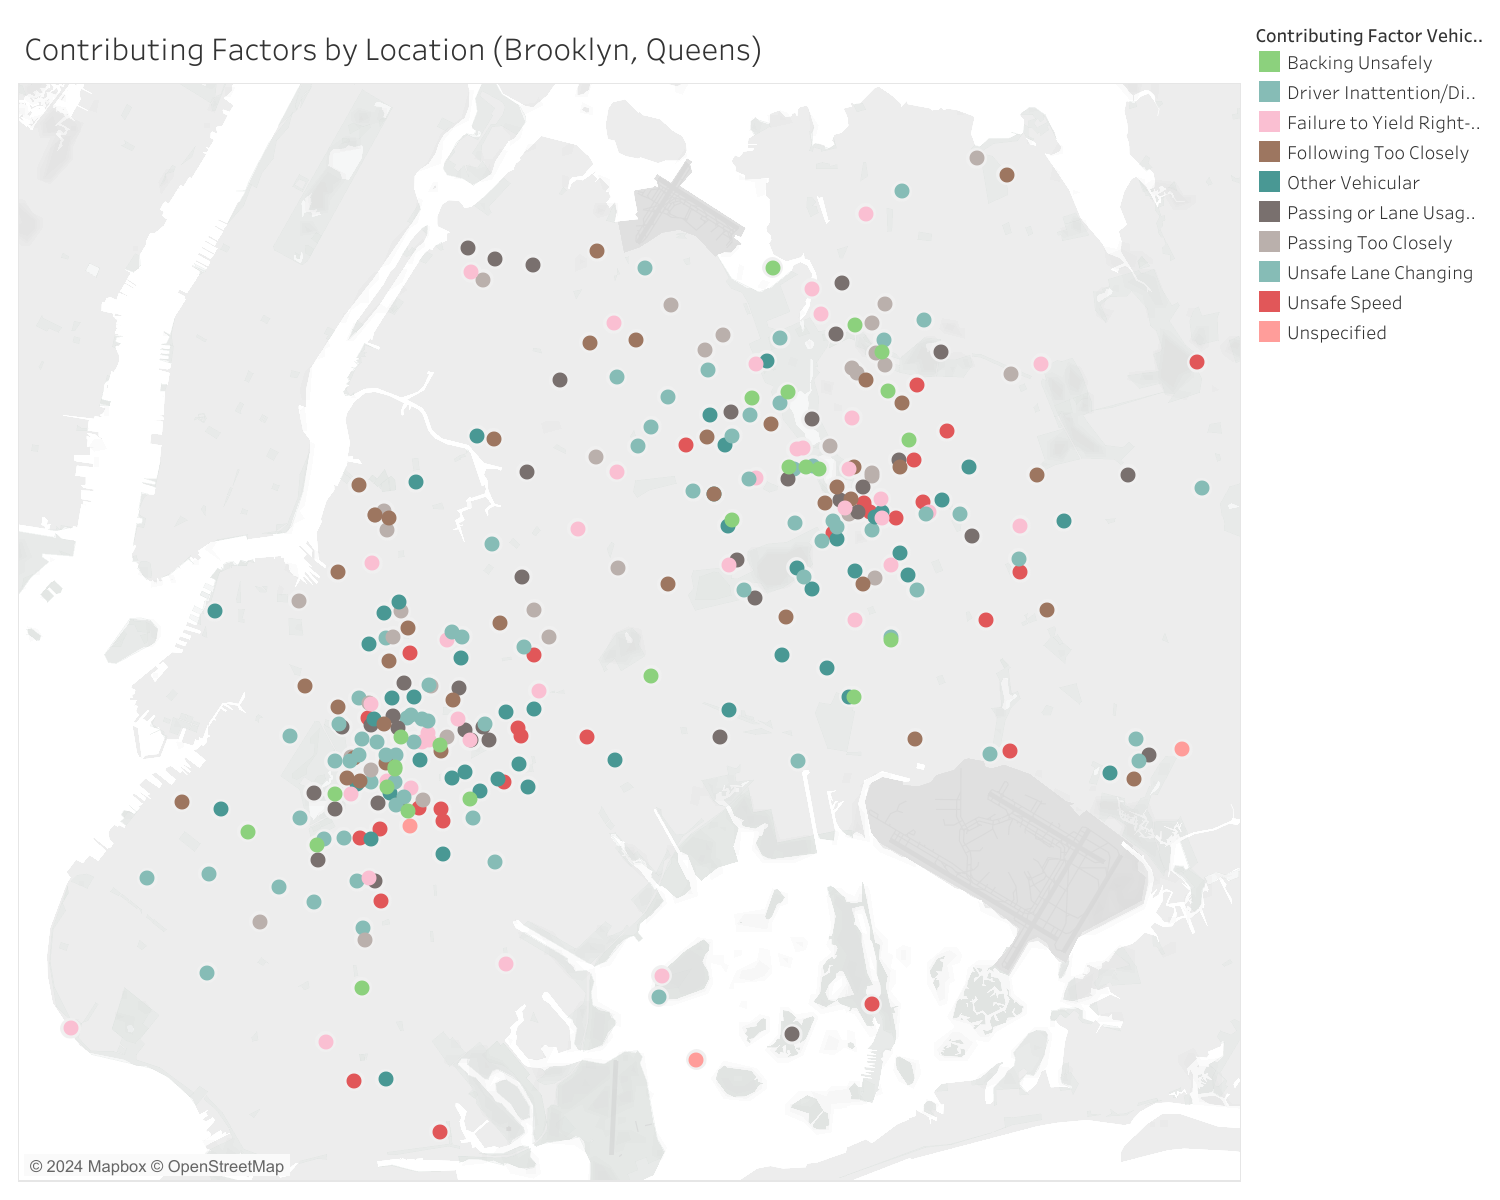 Contributing Factors by Location (Brooklyn, Queens)
Contributing Factor Vehic..
Backing Unsafely
Driver Inattention/Di..
Failure to Yield Right-..
Following Too Closely
Other Vehicular
Passing or Lane Usag..
Passing Too Closely
Unsafe Lane Changing
Unsafe Speed
Unspecified
© 2024 Mapbox © OpenStreetMap